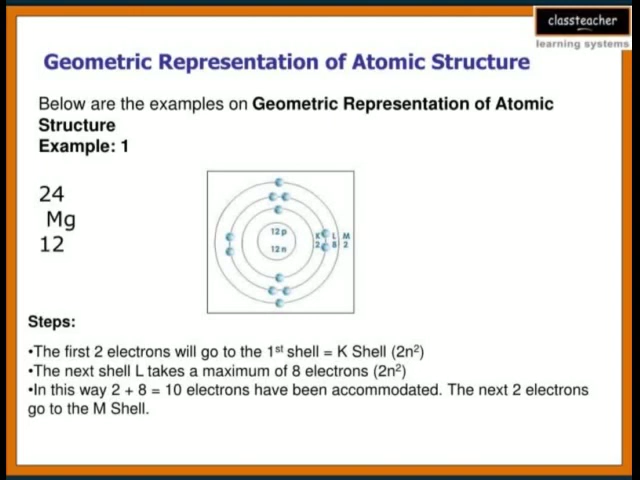 classteacher
learning systems
Geometric Representation of Atomic Structure
Below are the examples on Geometric Representation of Atomic
Structure
Example: 1
24
Mg
12
12 p
12 n
K L M
2 8 2
Steps:
•The first 2 electrons will go to the 1st shell = K Shell (2n²)
•The next shell L takes a maximum of 8 electrons (2n²)
•In this way 2 + 8 = 10 electrons have been accommodated. The next 2 electrons
go to the M Shell.